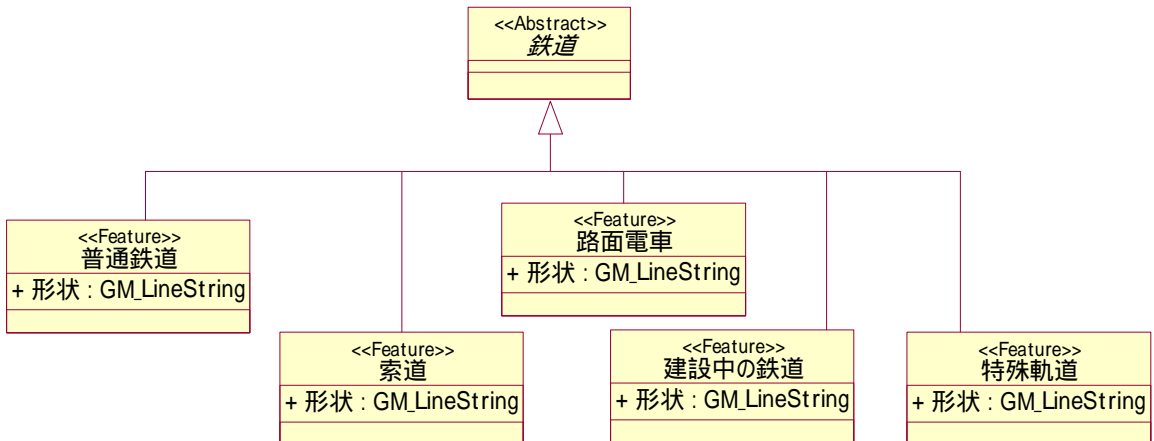 <<Abstract>>
鉄道
<<Feature>>
普通鉄道
+ 形状 : GM_LineString
<<Feature>>
路面電車
+ 形状 : GM_LineString
<<Feature>>
索道
+ 形状 : GM_LineString
<<Feature>>
建設中の鉄道
+ 形状 : GM_LineString
<<Feature>>
特殊軌道
+ 形状 : GM_LineString